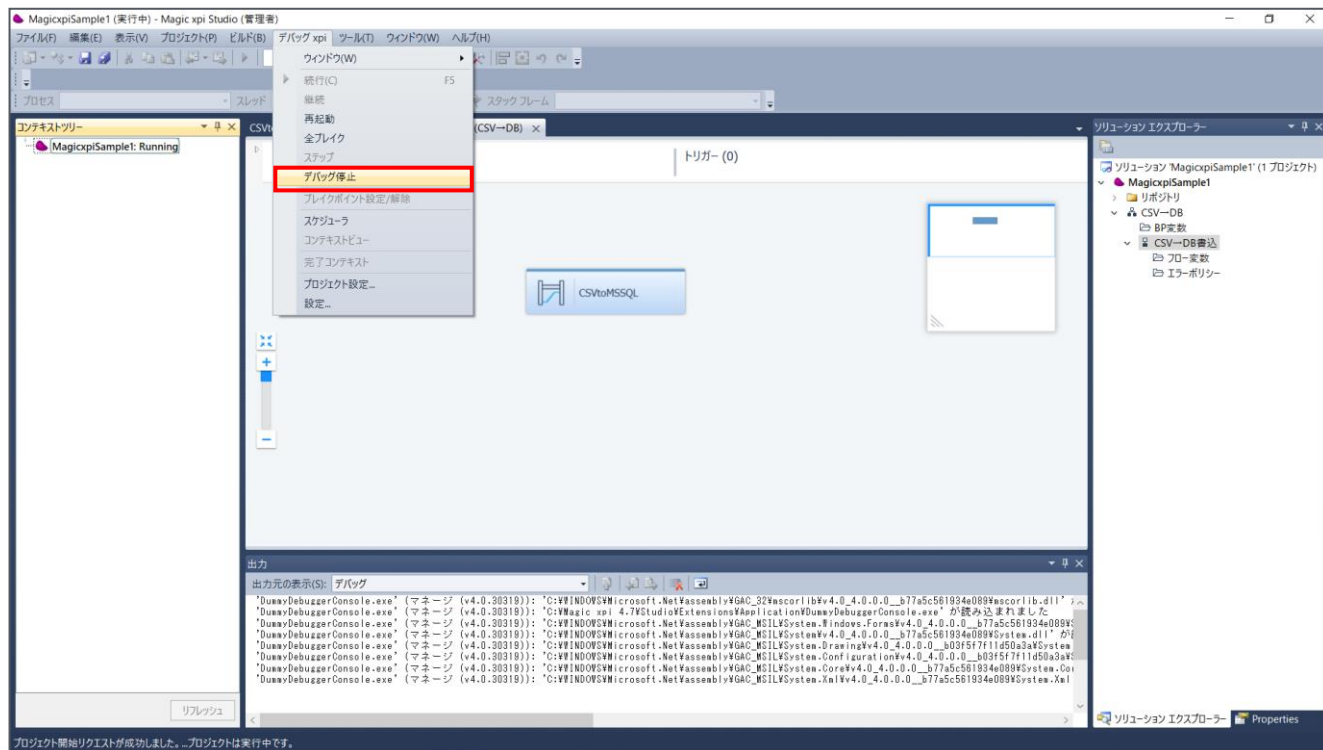 MagicxpiSample1 (実行中) - Magic xpi Studio (管理者)
ファイル(F) 編集(E) 表示(V) プロジェクト(P) ビルド(B) デバッグ xpi ツール(T) ウィンドウ(W) ヘルプ(H)
プロセス スレッド スタック フレーム
ウィンドウ(W)
続行(C) F5
継続
再起動
全ブレイク
ステップ
デバッグ停止
ブレイクポイント設定/解除
スケジューラ
コンテキストビュー
完了コンテキスト
プロジェクト設定...
設定...
コンテキストツリー
MagicxpiSample1: Running
リフレッシュ
CSVt
(CSV→DB)
トリガー (0)
CSVtoMSSQL
ソリューション エクスプローラー
ソリューション 'MagicxpiSample1' (1 プロジェクト)
MagicxpiSample1
リポジトリ
CSV→DB
BP変数
CSV→DB書込
フロー変数
エラーポリシー
出力
出力元の表示(S): デバッグ
'DummyDebuggerConsole.exe' (マネージ (v4.0.30319)): 'C:¥WINDOWS¥Microsoft.Net¥assembly¥GAC_32¥mscorlib¥v4.0_4.0.0.0__b77a5c561934e089¥mscorlib.dll'
'DummyDebuggerConsole.exe' (マネージ (v4.0.30319)): 'C:¥Magic xpi 4.7¥Studio¥Extensions¥Application¥DummyDebuggerConsole.exe' が読み込まれました
'DummyDebuggerConsole.exe' (マネージ (v4.0.30319)): 'C:¥WINDOWS¥Microsoft.Net¥assembly¥GAC_MSIL¥System.Windows.Forms¥v4.0_4.0.0.0__b77a5c561934e089¥S
'DummyDebuggerConsole.exe' (マネージ (v4.0.30319)): 'C:¥WINDOWS¥Microsoft.Net¥assembly¥GAC_MSIL¥System¥v4.0_4.0.0.0__b77a5c561934e089¥System.dll' が
'DummyDebuggerConsole.exe' (マネージ (v4.0.30319)): 'C:¥WINDOWS¥Microsoft.Net¥assembly¥GAC_MSIL¥System.Drawing¥v4.0_4.0.0.0__b03f5f7f11d50a3a¥System
'DummyDebuggerConsole.exe' (マネージ (v4.0.30319)): 'C:¥WINDOWS¥Microsoft.Net¥assembly¥GAC_MSIL¥System.Configuration¥v4.0_4.0.0.0__b03f5f7f11d50a3a¥S
'DummyDebuggerConsole.exe' (マネージ (v4.0.30319)): 'C:¥WINDOWS¥Microsoft.Net¥assembly¥GAC_MSIL¥System.Core¥v4.0_4.0.0.0__b77a5c561934e089¥System.Cor
'DummyDebuggerConsole.exe' (マネージ (v4.0.30319)): 'C:¥WINDOWS¥Microsoft.Net¥assembly¥GAC_MSIL¥System.Xml¥v4.0_4.0.0.0__b77a5c561934e089¥System.Xml
ソリューション エクスプローラー Properties
プロジェクト開始リクエストが成功しました。...プロジェクトは実行中です。